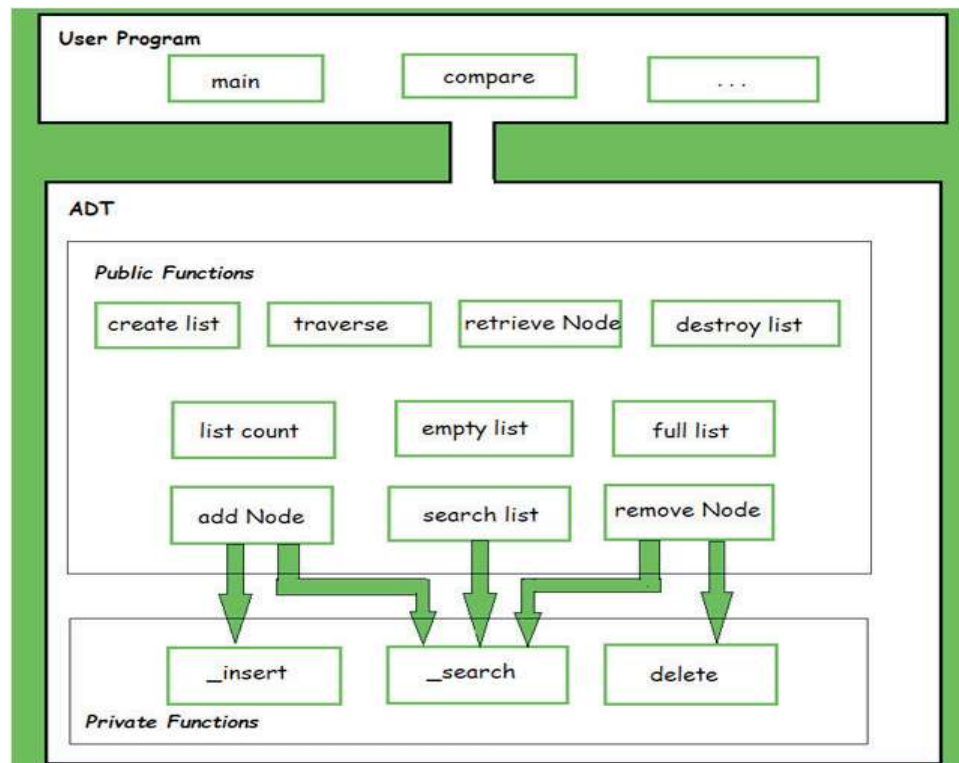 User Program
main
compare
. . .
ADT
Public Functions
create list
traverse
retrieve Node
destroy list
list count
empty list
full list
add Node
search list
remove Node
_insert
_search
delete
Private Functions